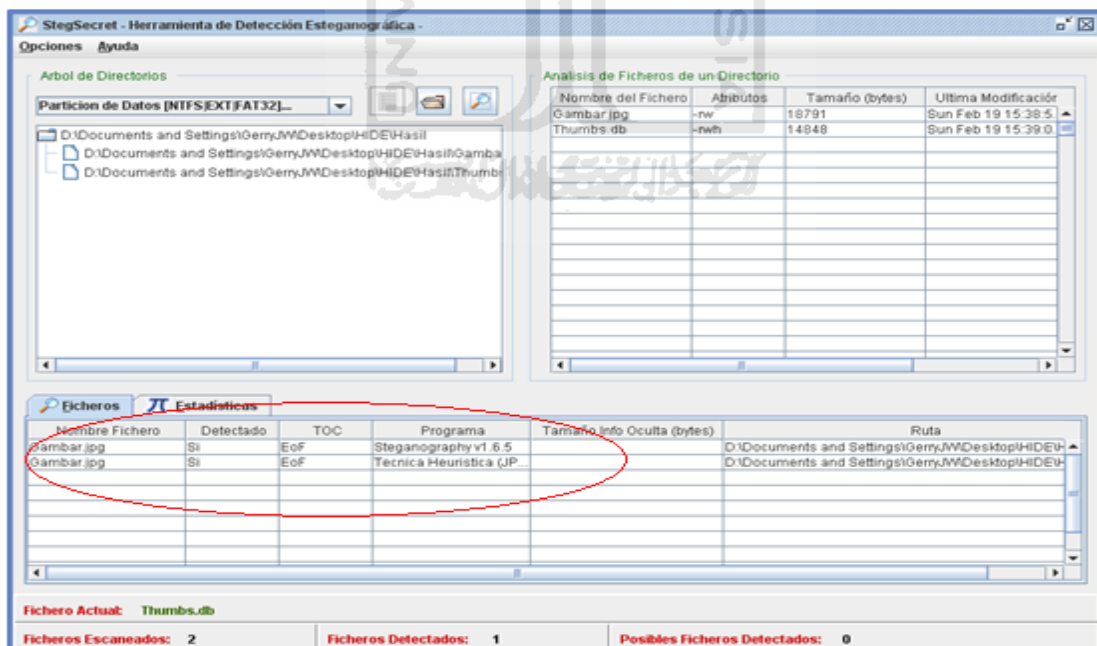 StegSecret - Herramienta de Detección Esteganográfica -
Opciones Ayuda
Arbol de Directorios
Particion de Datos [NTFS|EXT|FAT32]...
D:\Documents and Settings\GerryJW\Desktop\HIDE\Hasil
D:\Documents and Settings\GerryJW\Desktop\HIDE\Hasil\Gamba
D:\Documents and Settings\GerryJW\Desktop\HIDE\Hasil\Thumb
Analisis de Ficheros de un Directorio
Nombre del Fichero Atributos Tamaño (bytes) Ultima Modificación
Gambar.jpg -rw 18791 Sun Feb 19 15:38:5.
Thumbs.db -rwh 14848 Sun Feb 19 15:39:0.
Ficheros Estadísticas
Nombre Fichero Detectado TOC Programa Tamaño Info Oculta (bytes) Ruta
Gambar.jpg Si EoF Steganography v1.6.5 D:\Documents and Settings\GerryJW\Desktop\HIDE\H
Gambar.jpg Si EoF Tecnica Heuristica (JP... D:\Documents and Settings\GerryJW\Desktop\HIDE\H
Fichero Actual: Thumbs.db
Ficheros Escaneados: 2 Ficheros Detectados: 1 Posibles Ficheros Detectados: 0